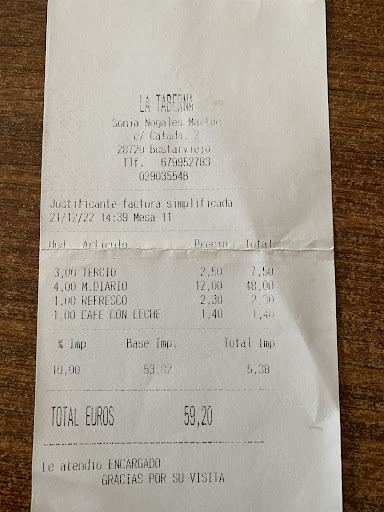 LA TABERNA
Sonia Nogales Martin
c/ Cañada, 2
28720 Bustarviejo
Tlf. 679952783
02903554B
Justificante factura simplificada
21/12/22 14:39 Mesa 11
Und. Articulo Precio Total
3,00 TERCIO 2,50 7,50
4,00 M.DIARIO 12,00 48,00
1,00 REFRESCO 2,30 2,30
1,00 CAFE CON LECHE 1,40 1,40
% Imp Base Imp. Total Imp
10,00 53,82 5,38
TOTAL EUROS 59,20
Le atendio ENCARGADO
GRACIAS POR SU VISITA